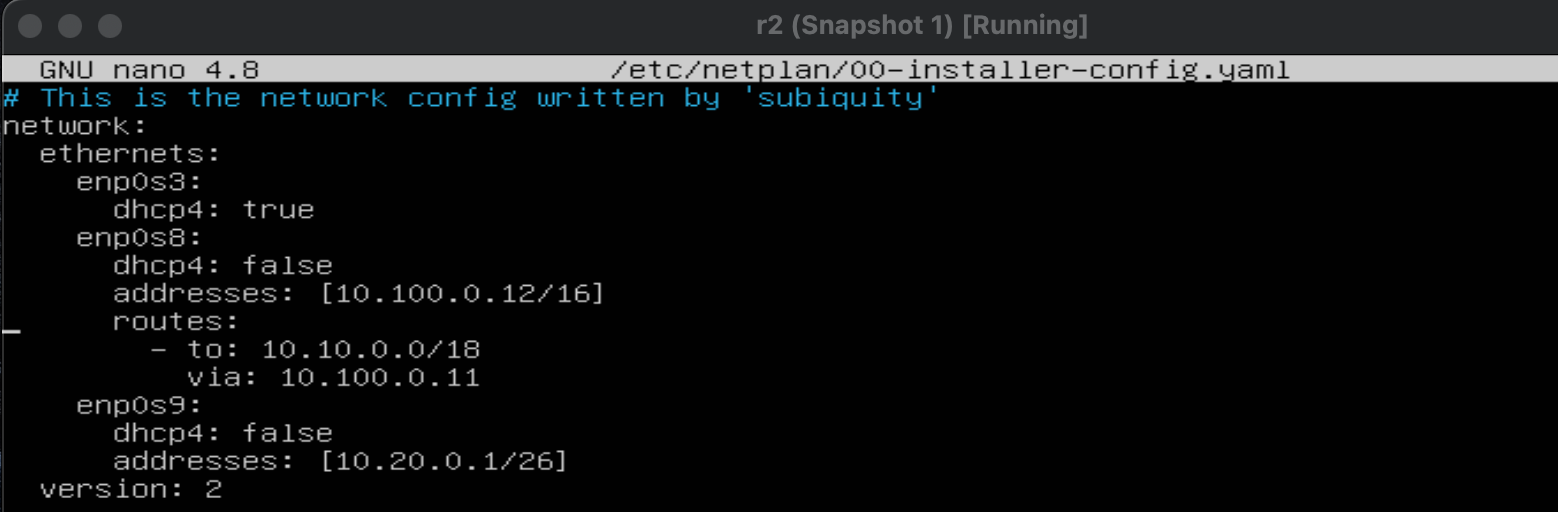 r2 (Snapshot 1) [Running]
GNU nano 4.8 /etc/netplan/00-installer-config.yaml
# This is the network config written by 'subiquity'
network:
  ethernets:
    enp0s3:
      dhcp4: true
    enp0s8:
      dhcp4: false
      addresses: [10.100.0.12/16]
      routes:
        - to: 10.10.0.0/18
          via: 10.100.0.11
    enp0s9:
      dhcp4: false
      addresses: [10.20.0.1/26]
  version: 2